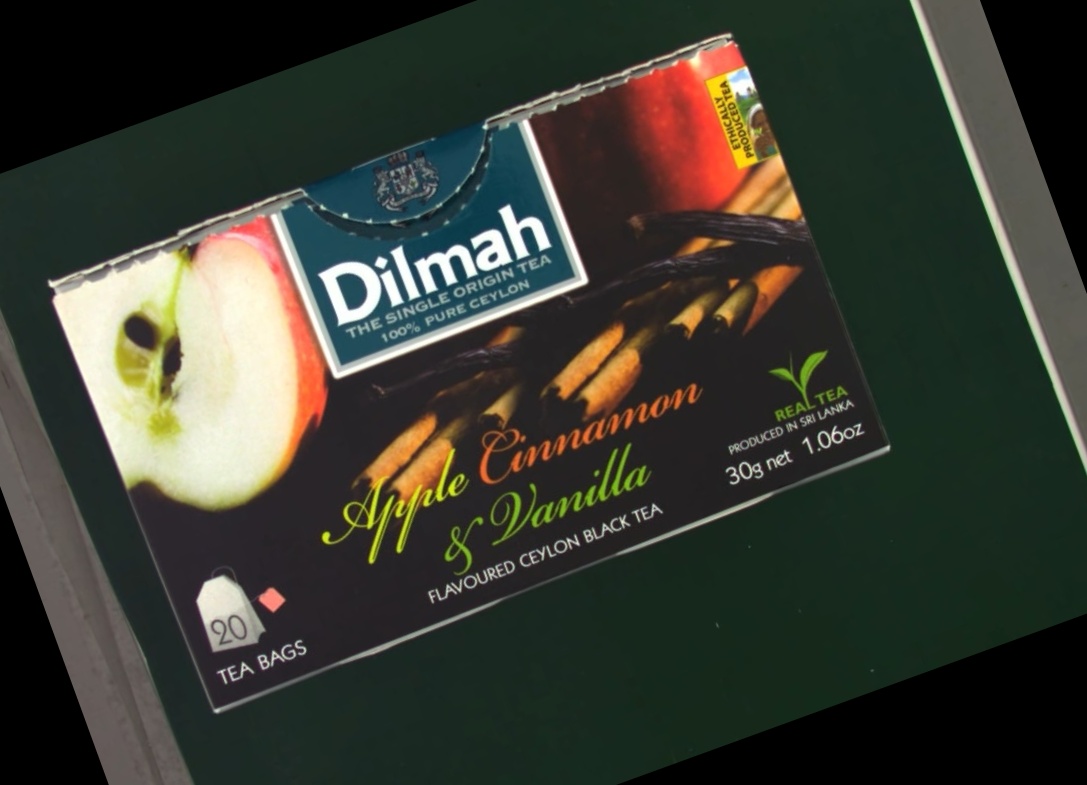 ETHICALLY
PRODUCED TEA
Dilmah
THE SINGLE ORIGIN TEA
100% PURE CEYLON
Apple Cinnamon
& Vanilla
FLAVOURED CEYLON BLACK TEA
REAL TEA
PRODUCED IN SRI LANKA
30g net 1.06oz
20
TEA BAGS